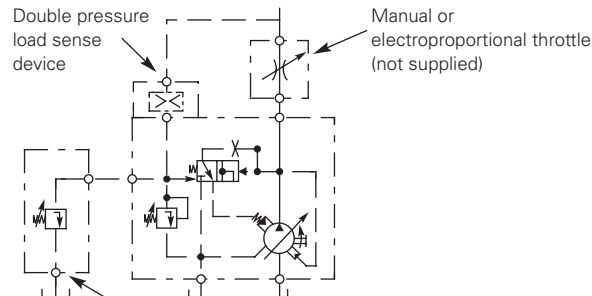 Double pressure
load sense
device
Manual or
electroproportional throttle
(not supplied)